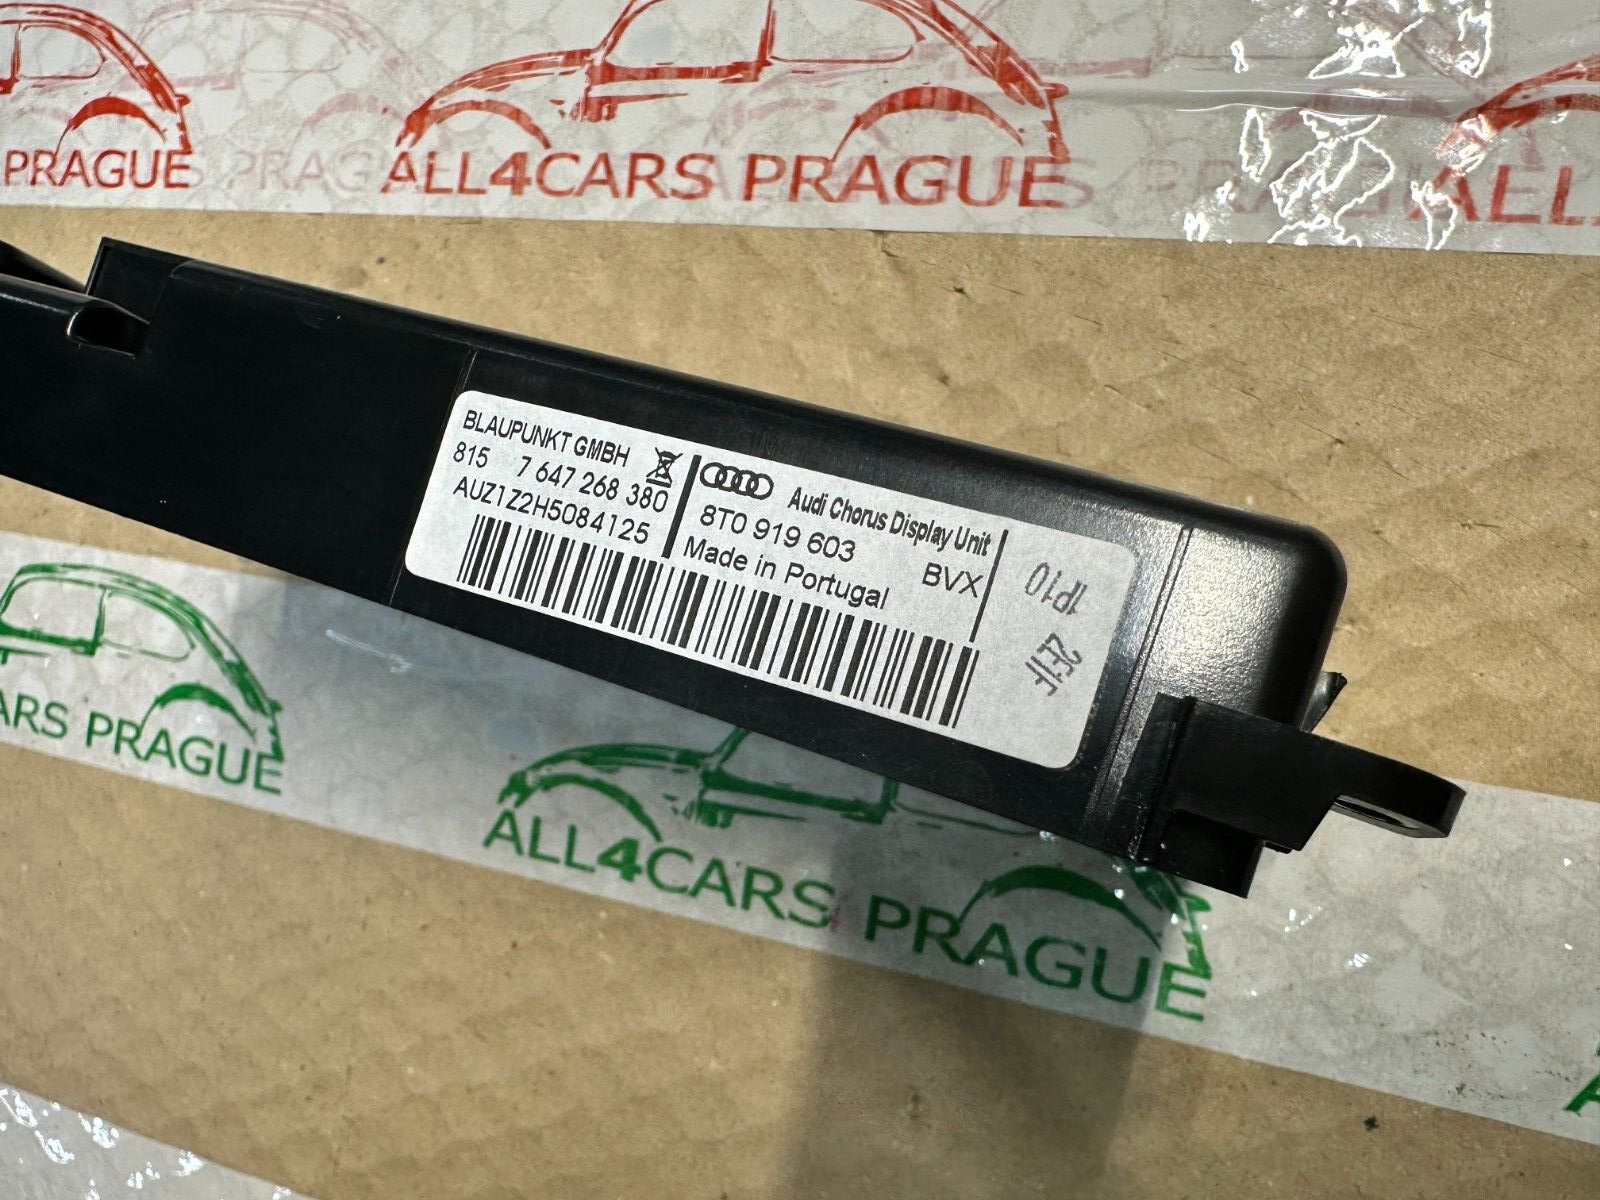 PRAGUE
ALL4CARS PRAGUE
ALL
BLAUPUNKT GMBH
815 7 647 268 380
AUZ1Z2H5084125
Audi Chorus Display Unit
8T0 919 603
BVX
Made in Portugal
1P10
ARS PRAGUE
ALL4CARS PRAGUE